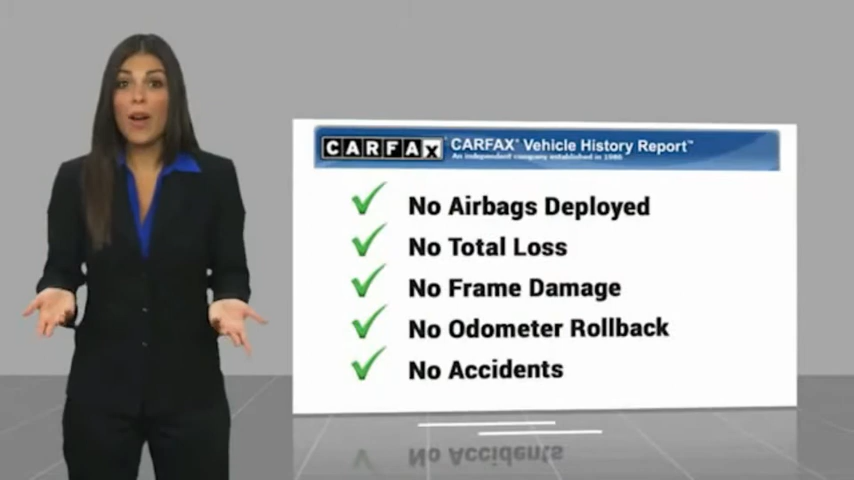 CARFAX CARFAX® Vehicle History Report™
An independent company established in 1986
No Airbags Deployed
No Total Loss
No Frame Damage
No Odometer Rollback
No Accidents
No Accidents